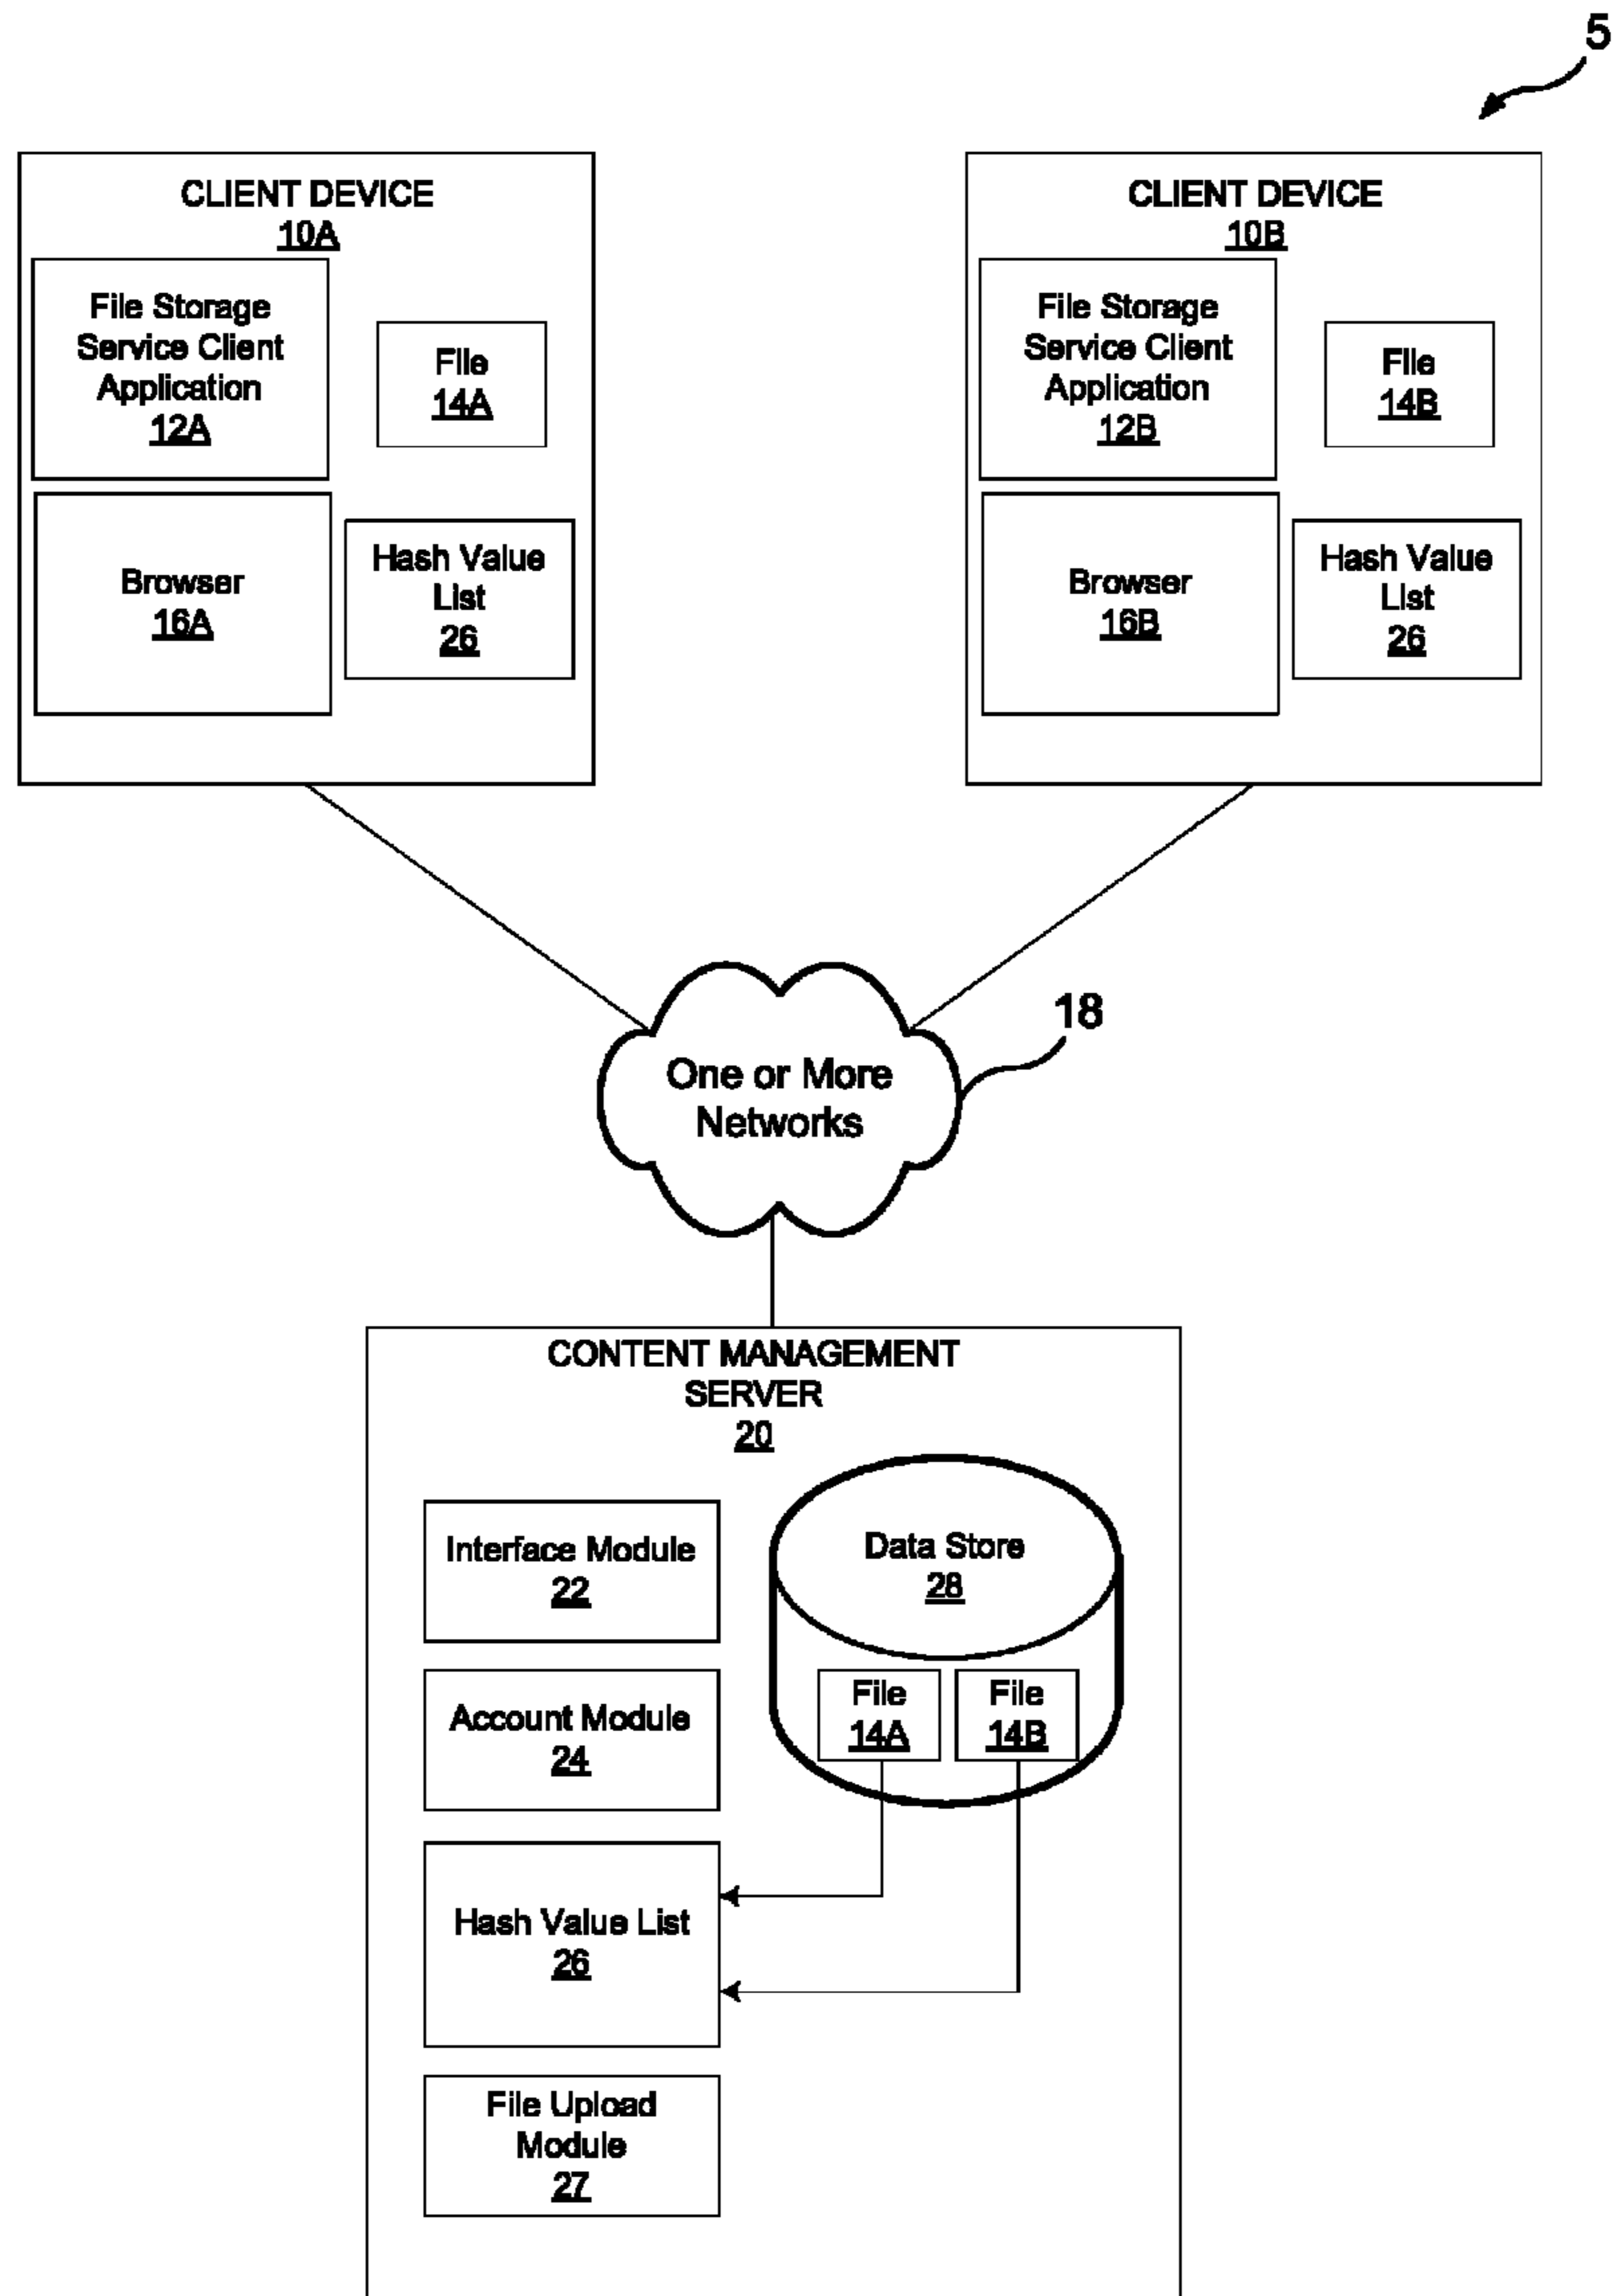 5
CLIENT DEVICE
10A
File Storage
Service Client
Application
12A
File
14A
Browser
16A
Hash Value
List
26
CLIENT DEVICE
10B
File Storage
Service Client
Application
12B
File
14B
Browser
16B
Hash Value
List
26
One or More
Networks
18
CONTENT MANAGEMENT
SERVER
20
Interface Module
22
Data Store
28
File
14A
File
14B
Account Module
24
Hash Value List
26
File Upload
Module
27